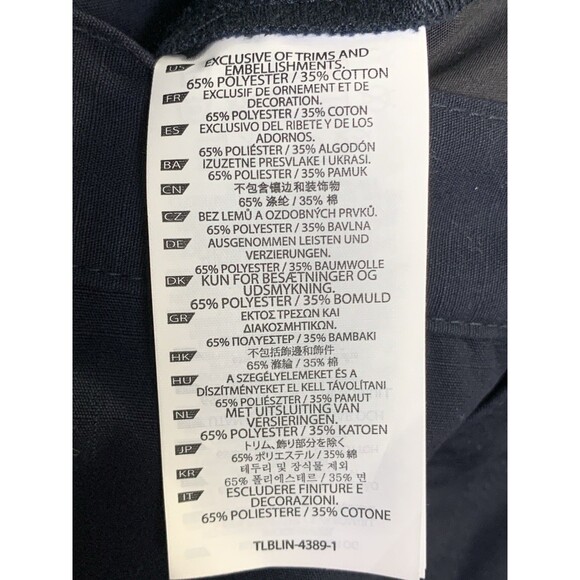 US EXCLUSIVE OF TRIMS AND
EMBELLISHMENTS.
65% POLYESTER / 35% COTTON
FR EXCLUSIF DE ORNEMENT ET DE
DECORATION.
65% POLYESTER / 35% COTON
ES EXCLUSIVO DEL RIBETE Y DE LOS
ADORNOS.
65% POLIÉSTER / 35% ALGODÓN
BA IZUZETNE PRESVLAKE I UKRASI.
65% POLYESTER / 35% PAMUK
CN 不包含镶边和装饰物
65% 涤纶 / 35% 棉
CZ BEZ LEMŮ A OZDOBNÝCH PRVKŮ.
65% POLYESTER / 35% BAVLNA
DE AUSGENOMMEN LEISTEN UND
VERZIERUNGEN.
65% POLYESTER / 35% BAUMWOLLE
DK KUN FOR BESÆTNINGER OG
UDSMYKNING.
65% POLYESTER / 35% BOMULD
GR ΕΚΤΟΣ ΤΡΕΣΩΝ ΚΑΙ
ΔΙΑΚΟΣΜΗΤΙΚΩΝ.
65% ΠΟΛΥΕΣΤΕΡ / 35% ΒΑΜΒΑΚΙ
HK 不包括飾邊和飾件
65% 滌綸 / 35% 棉
HU A SZEGÉLYELEMEKET ÉS A
DÍSZÍTMÉNYEKET EL KELL TÁVOLÍTANI
65% POLIÉSZTER / 35% PAMUT
NL MET UITSLUITING VAN
VERSIERINGEN.
65% POLYESTER / 35% KATOEN
JP トリム、飾り部分を除く
65% ポリエステル / 35% 綿
KR 테두리 및 장식물 제외
65% 폴리에스테르 / 35% 면
IT ESCLUDERE FINITURE E
DECORAZIONI.
65% POLIESTERE / 35% COTONE
TLBLIN-4389-1